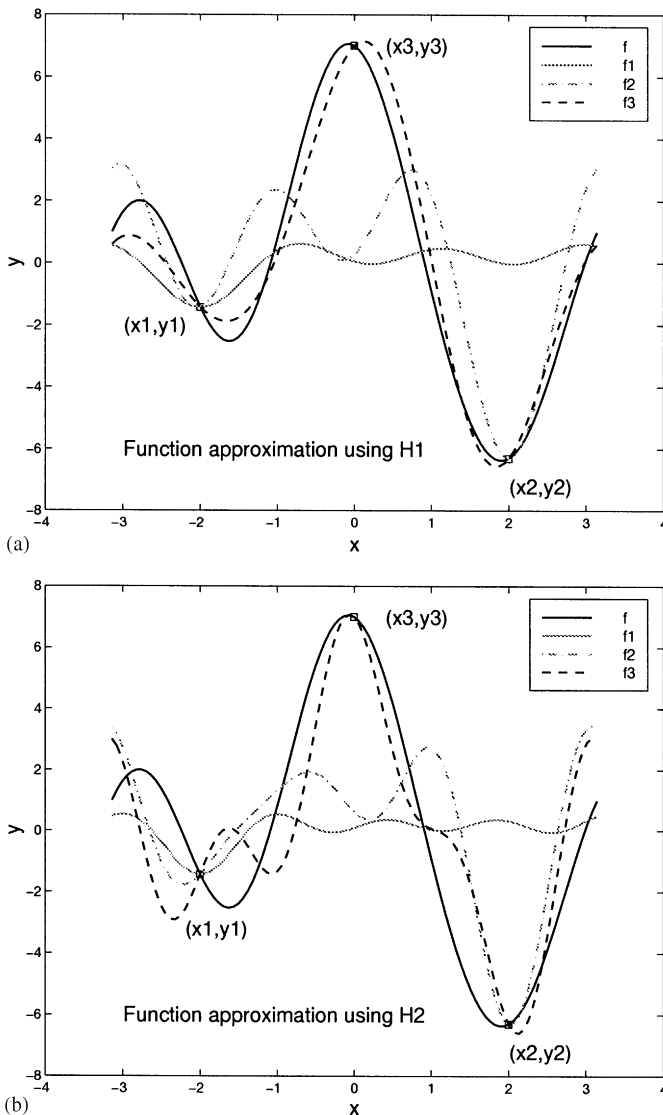 8
6
4
2
0
−2
−4
−6
−8
y
(x3,y3)
f
f1
f2
f3
(x1,y1)
Function approximation using H1
(x2,y2)
−4 −3 −2 −1 0 1 2 3 4
x
(a)
8
6
4
2
0
−2
−4
−6
−8
y
(x3,y3)
f
f1
f2
f3
(x1,y1)
Function approximation using H2
(x2,y2)
−4 −3 −2 −1 0 1 2 3 4
x
(b)